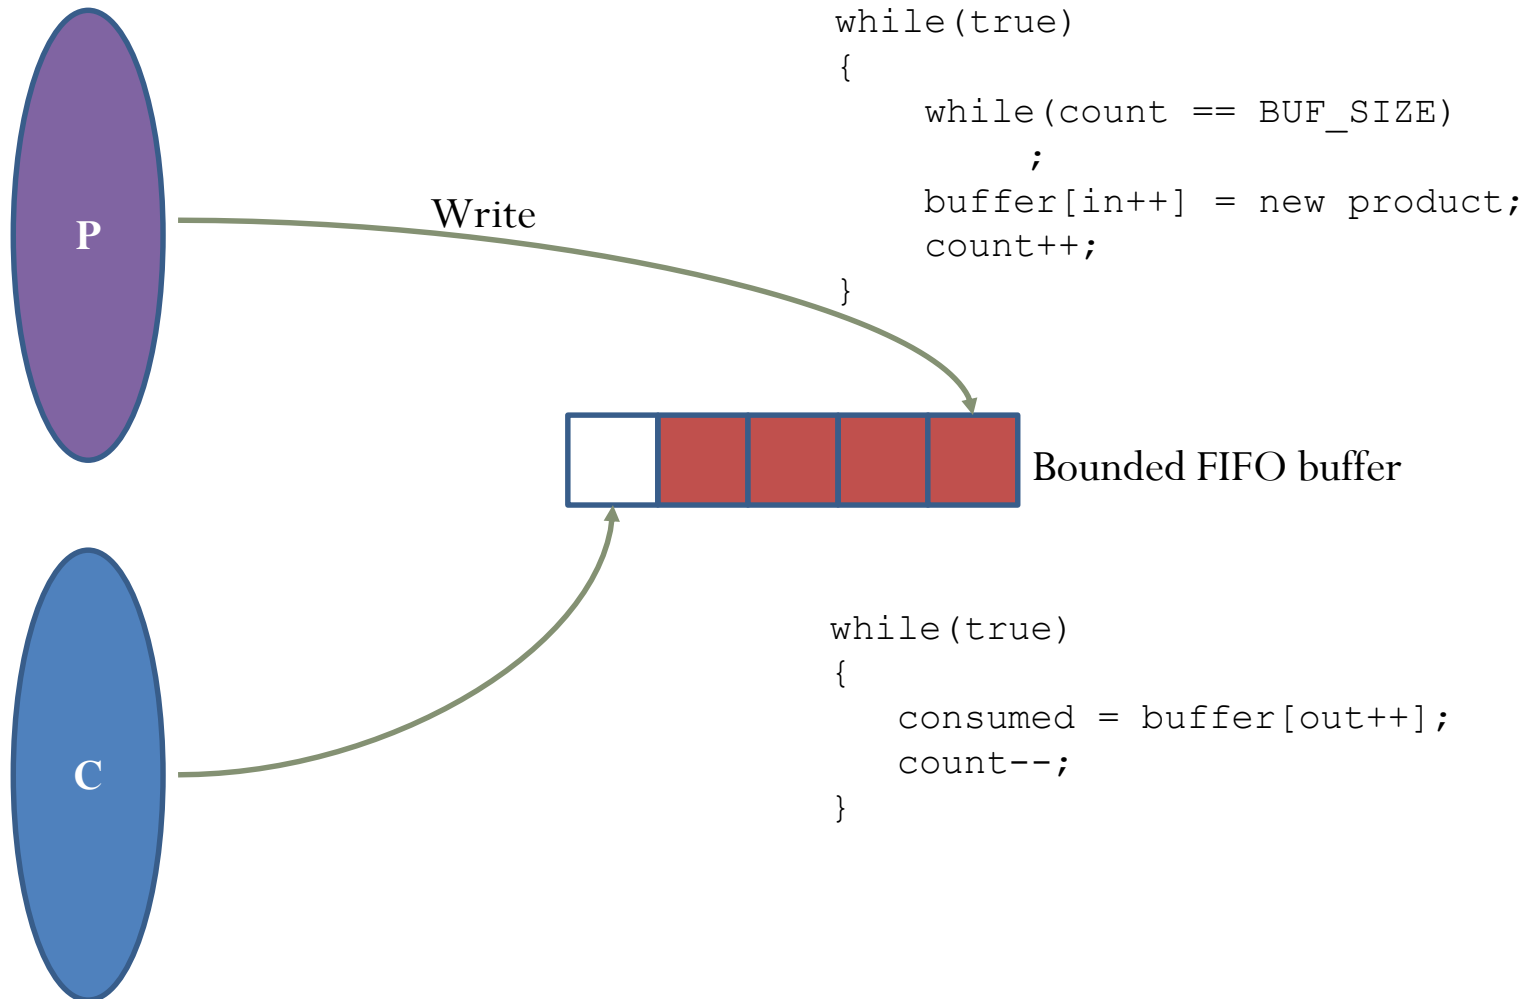 while(true)
{
while(count == BUF_SIZE)
;
buffer[in++] = new product;
count++;
}
P
Write
Bounded FIFO buffer
C
while(true)
{
consumed = buffer[out++];
count--;
}